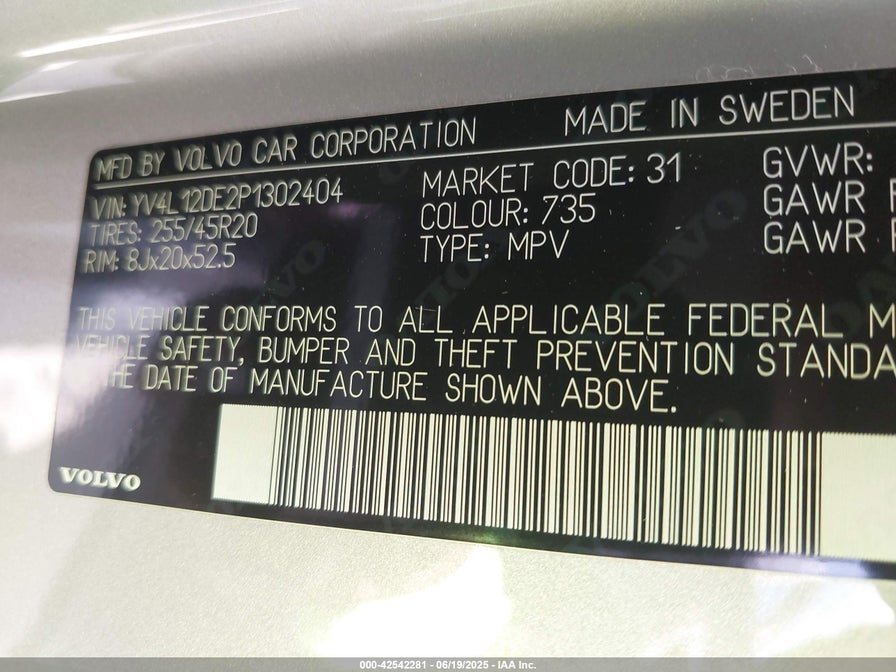 MFD BY VOLVO CAR CORPORATION MADE IN SWEDEN
VIN: YV4L12DE2P1302404 MARKET CODE: 31 GVWR:
TIRES: 255/45R20 COLOUR: 735 GAWR
RIM: 8Jx20x52.5 TYPE: MPV GAWR
THIS VEHICLE CONFORMS TO ALL APPLICABLE FEDERAL M
VEHICLE SAFETY, BUMPER AND THEFT PREVENTION STANDA
THE DATE OF MANUFACTURE SHOWN ABOVE.
VOLVO
000-42542281 - 06/19/2025 - IAA Inc.